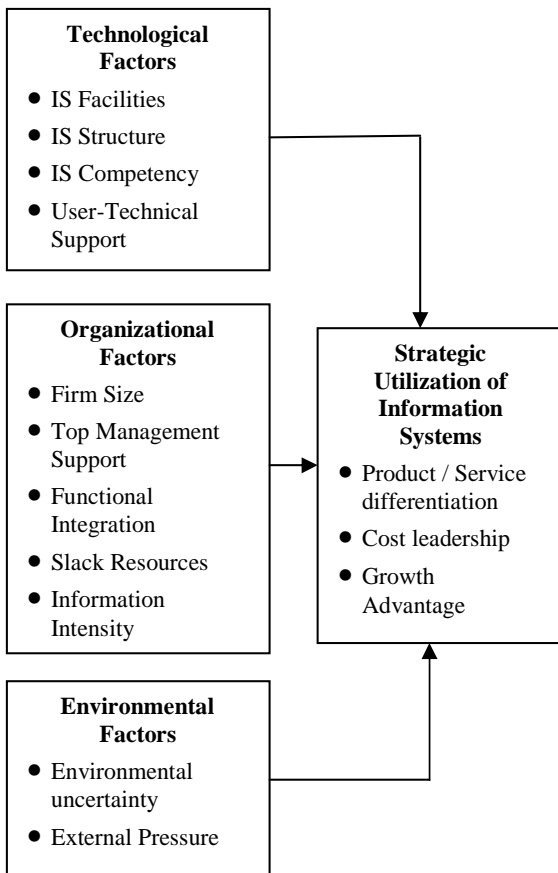 Technological
Factors
● IS Facilities
● IS Structure
● IS Competency
● User-Technical
Support
Organizational
Factors
● Firm Size
● Top Management
Support
● Functional
Integration
● Slack Resources
● Information
Intensity
Strategic
Utilization of
Information
Systems
● Product / Service
differentiation
● Cost leadership
● Growth
Advantage
Environmental
Factors
● Environmental
uncertainty
● External Pressure